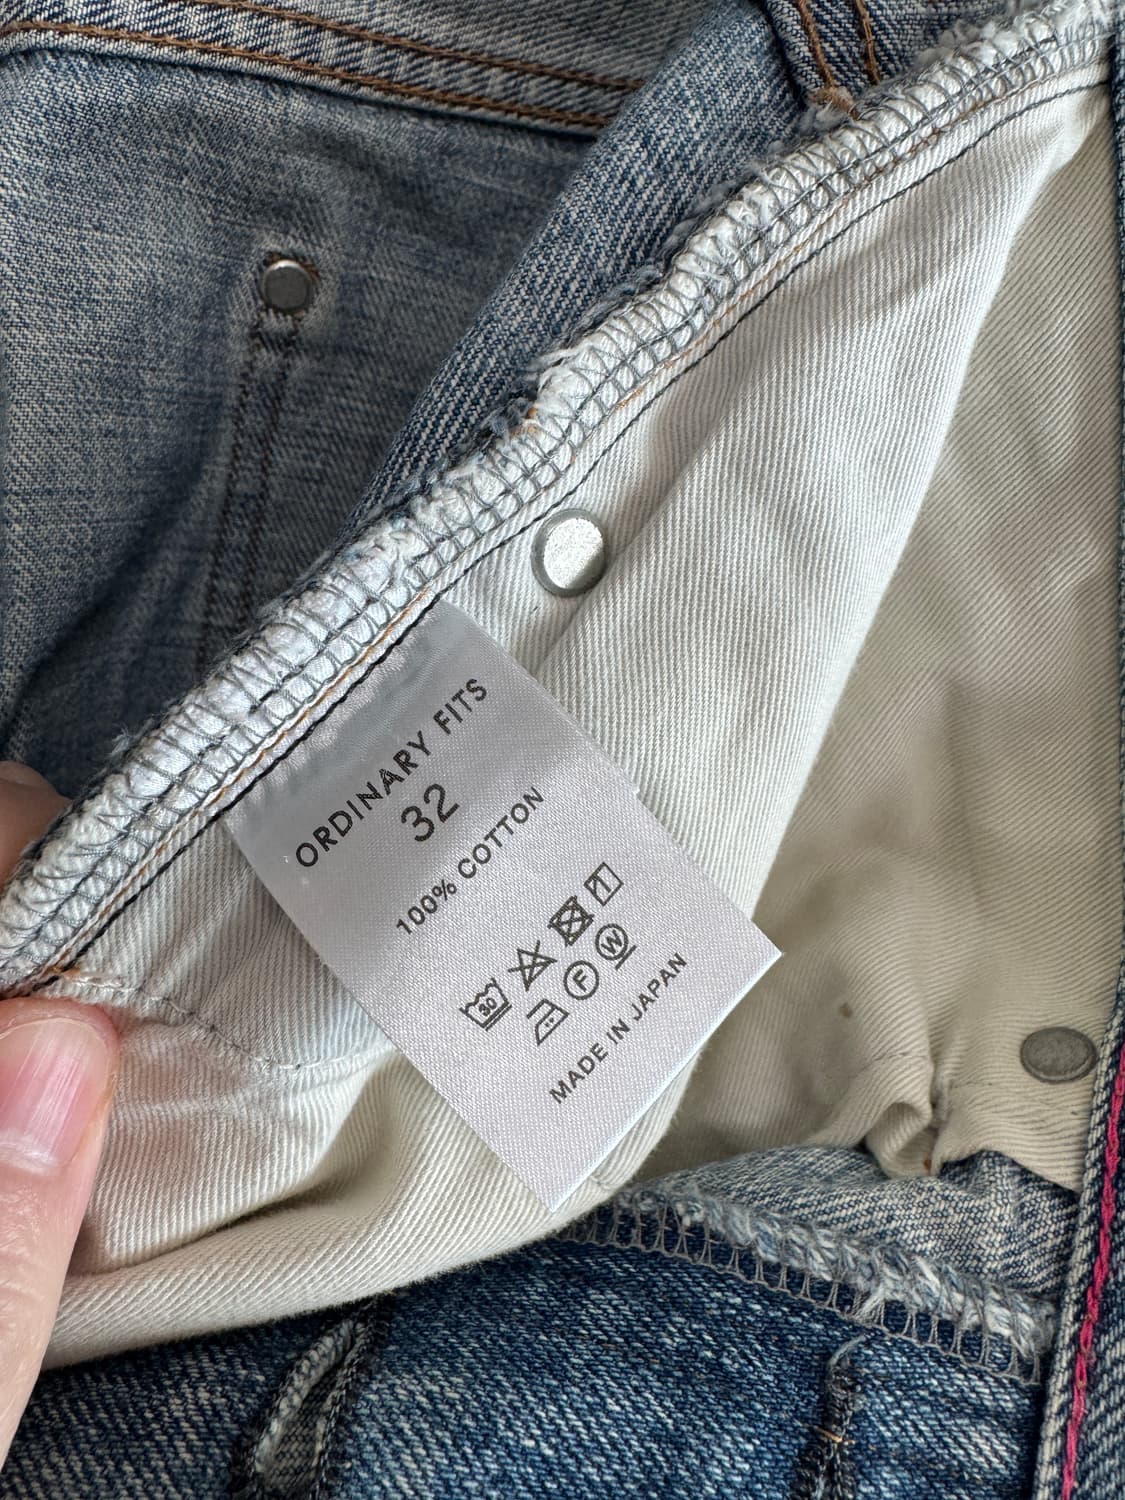 ORDINARY FITS
32
100% COTTON
30
F W
MADE IN JAPAN